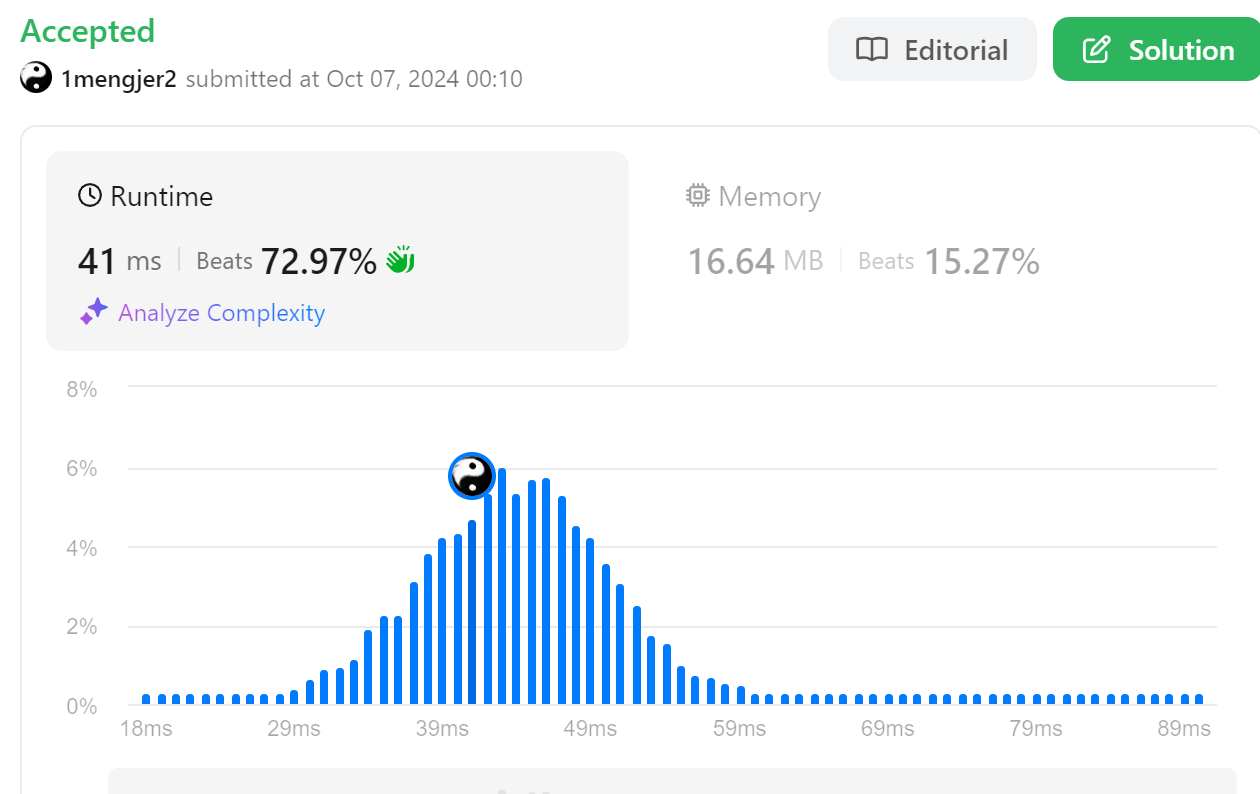 Accepted
Editorial
Solution
1mengjer2 submitted at Oct 07, 2024 00:10
Runtime
Memory
41 ms Beats 72.97%
16.64 MB Beats 15.27%
Analyze Complexity
8%
6%
4%
2%
0%
18ms 29ms 39ms 49ms 59ms 69ms 79ms 89ms